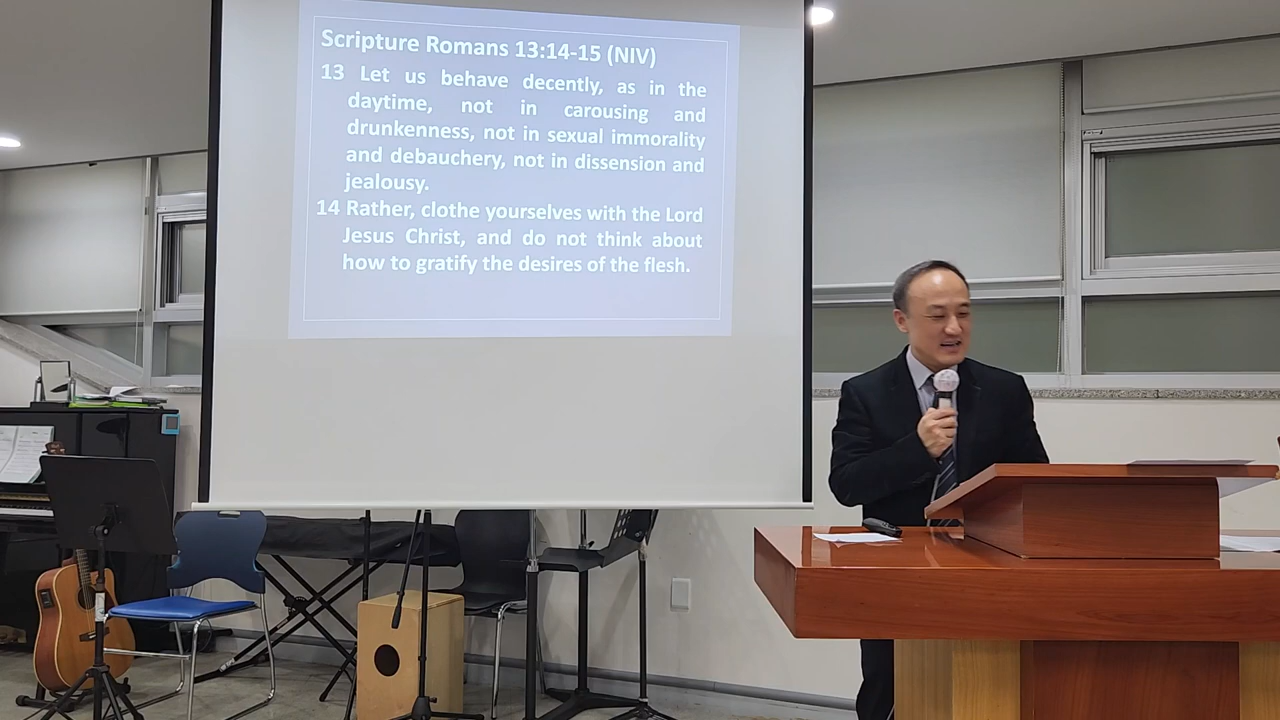 Scripture Romans 13:14-15 (NIV)
13 Let us behave decently, as in the
daytime, not in carousing and
drunkenness, not in sexual immorality
and debauchery, not in dissension and
jealousy.
14 Rather, clothe yourselves with the Lord
Jesus Christ, and do not think about
how to gratify the desires of the flesh.